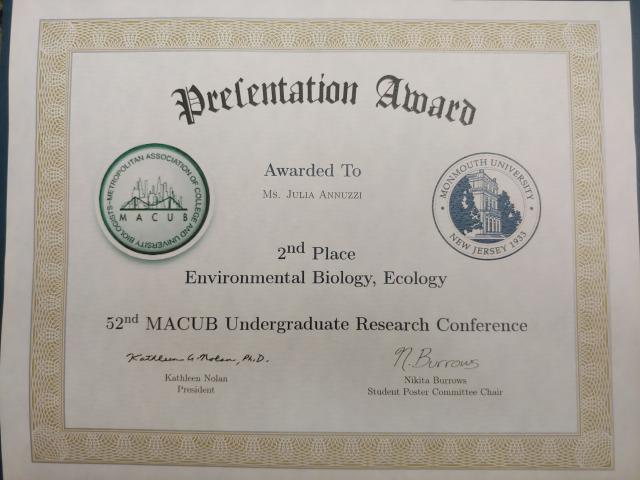 Presentation Award
Awarded To
Ms. Julia Annuzzi
METROPOLITAN ASSOCIATION OF COLLEGE AND UNIVERSITY BIOLOGISTS
MACUB
MONMOUTH UNIVERSITY
NEW JERSEY 1933
2nd Place
Environmental Biology, Ecology
52nd MACUB Undergraduate Research Conference
Kathleen G Nolan, Ph.D.
N. Burrows
Kathleen Nolan
President
Nikita Burrows
Student Poster Committee Chair